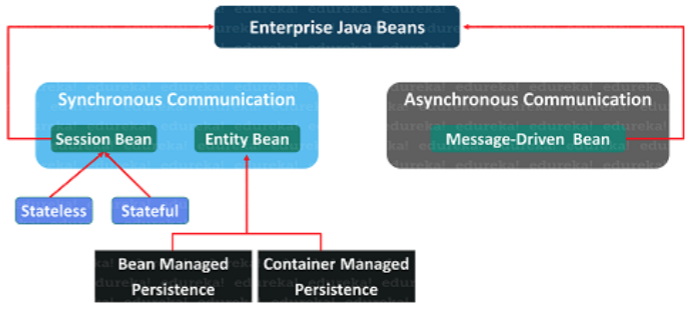 Enterprise Java Beans
Synchronous Communication
Asynchronous Communication
Session Bean
Entity Bean
Message-Driven Bean
Stateless
Stateful
Bean Managed
Persistence
Container Managed
Persistence
edureka!